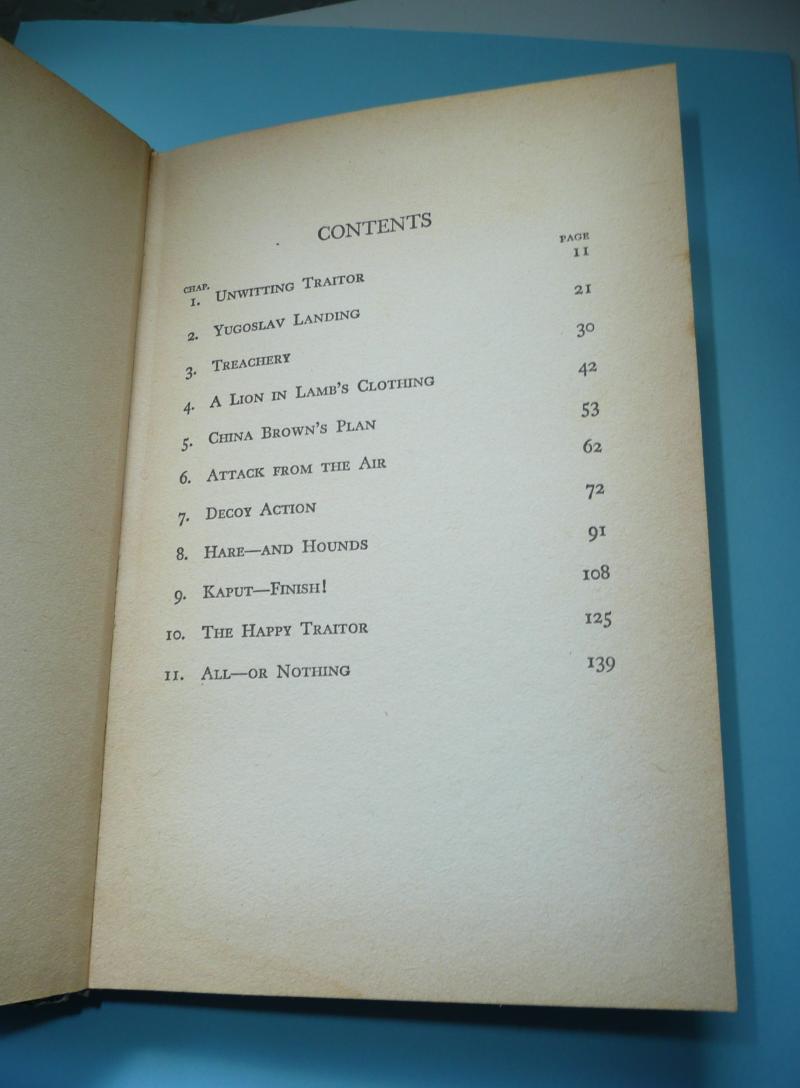 CONTENTS
CHAP. PAGE
1. UNWITTING TRAITOR 11
2. YUGOSLAV LANDING 21
3. TREACHERY 30
4. A LION IN LAMB'S CLOTHING 42
5. CHINA BROWN'S PLAN 53
6. ATTACK FROM THE AIR 62
7. DECOY ACTION 72
8. HARE—AND HOUNDS 91
9. KAPUT—FINISH! 108
10. THE HAPPY TRAITOR 125
11. ALL—OR NOTHING 139